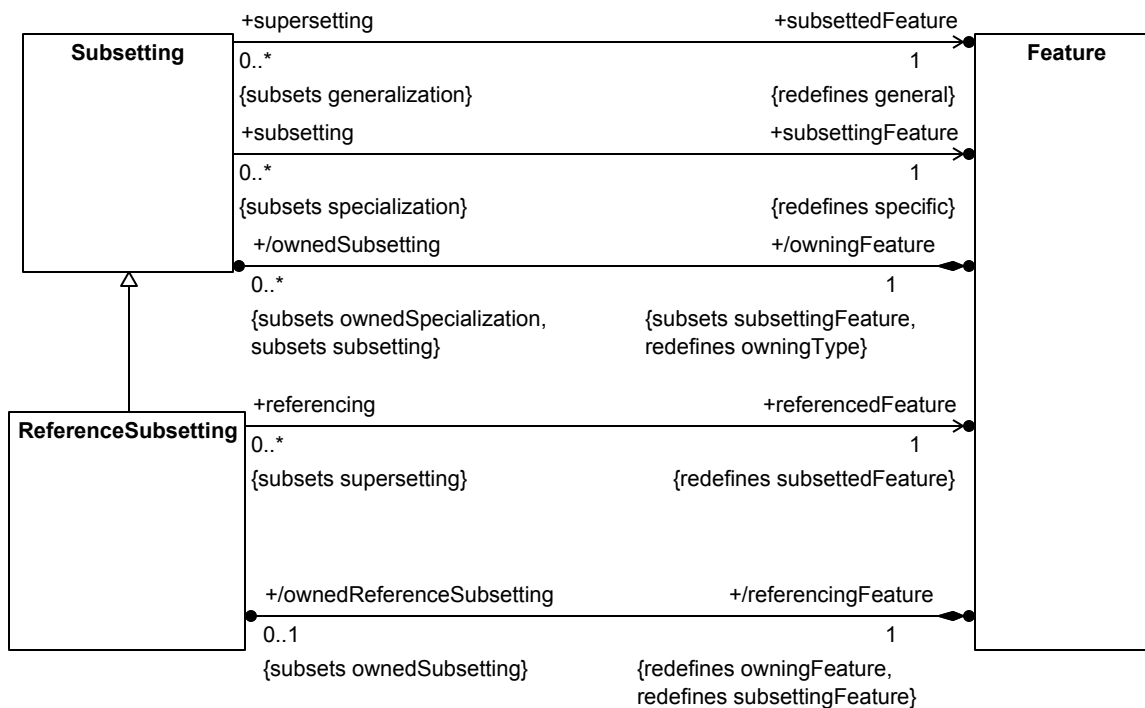 +supersetting
+subsettedFeature
Subsetting
Feature
0..*
1
{subsets generalization}
{redefines general}
+subsetting
+subsettingFeature
0..*
1
{subsets specialization}
{redefines specific}
+/ownedSubsetting
+/owningFeature
0..*
1
{subsets ownedSpecialization,
subsets subsetting}
{subsets subsettingFeature,
redefines owningType}
+referencing
+referencedFeature
ReferenceSubsetting
0..*
1
{subsets supersetting}
{redefines subsettedFeature}
+/ownedReferenceSubsetting
+/referencingFeature
0..1
1
{subsets ownedSubsetting}
{redefines owningFeature,
redefines subsettingFeature}